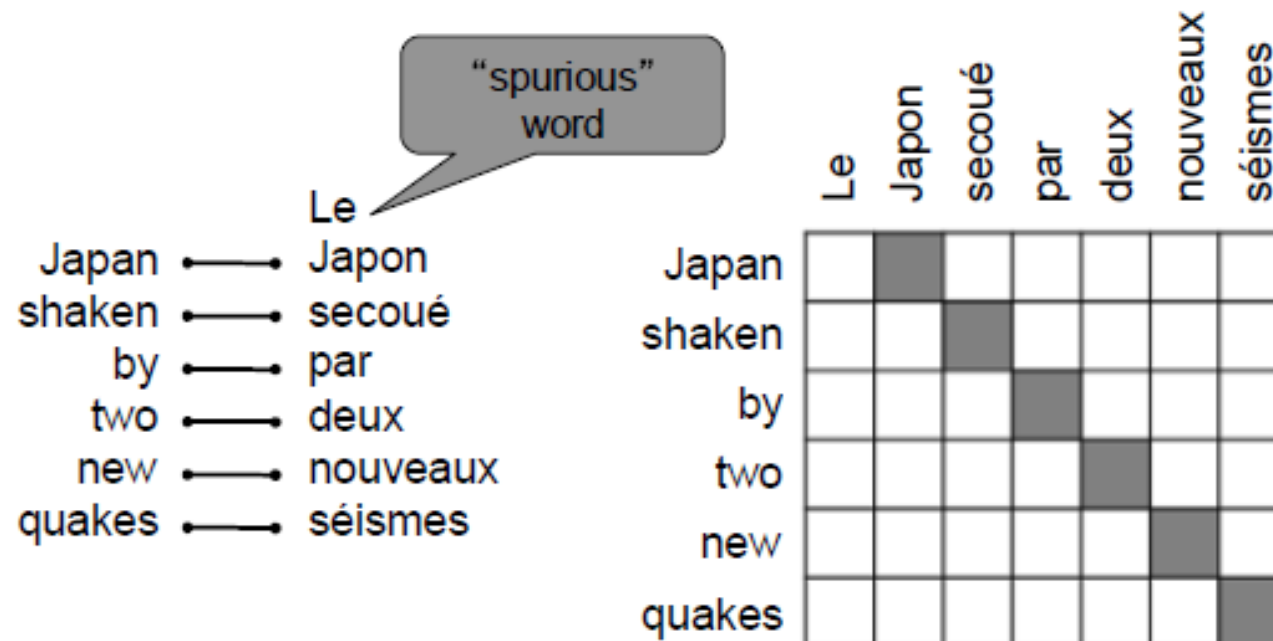 “spurious”
word
Le
Japan Japon
shaken secoué
by par
two deux
new nouveaux
quakes séismes
Le Japon secoué par deux nouveaux séismes
Japan
shaken
by
two
new
quakes